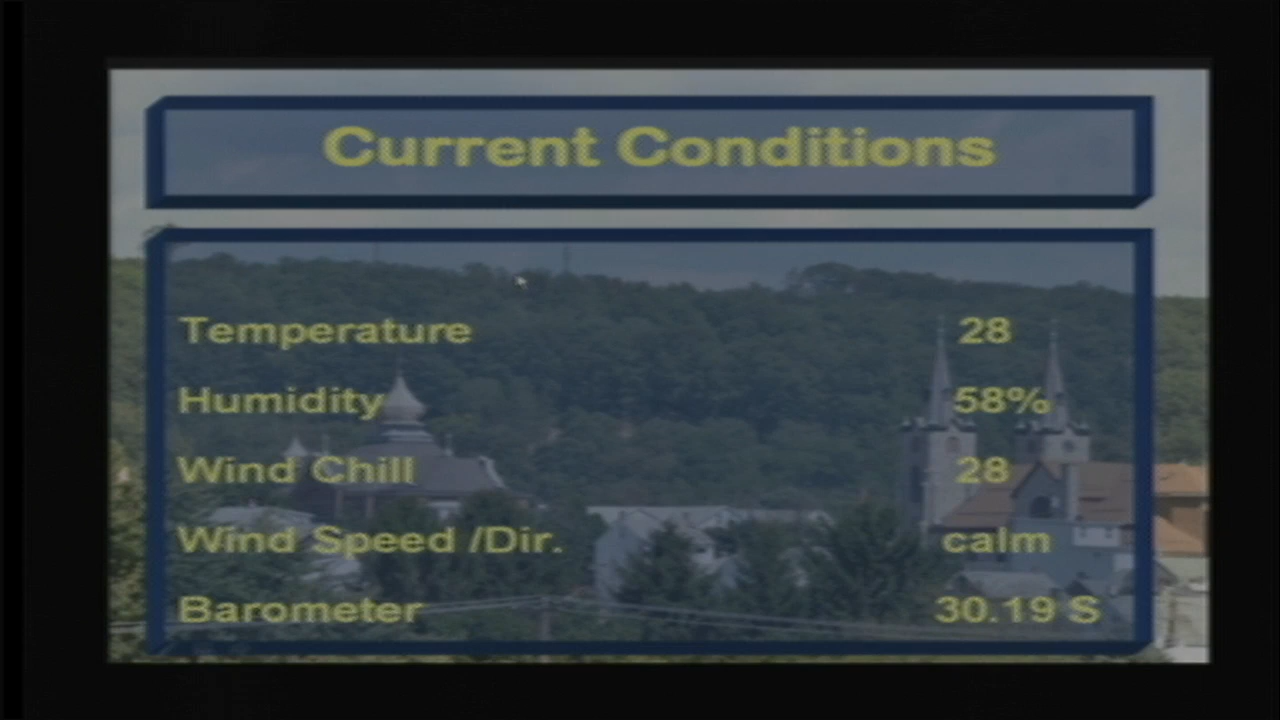 Current Conditions
Temperature 28
Humidity 58%
Wind Chill 28
Wind Speed /Dir. calm
Barometer 30.19 S